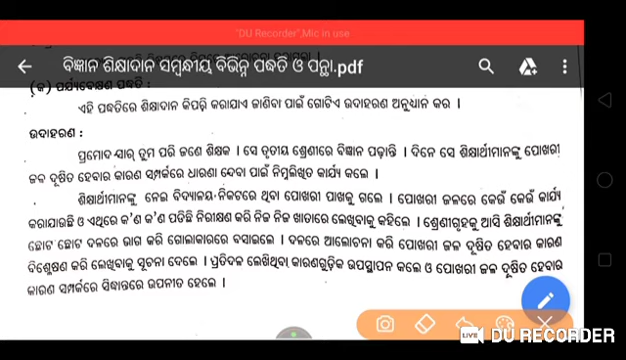 "DU Recorder",Mic in use
ବିଜ୍ଞାନ ଶିକ୍ଷାଦାନ ସମ୍ବନ୍ଧୀୟ ବିଭିନ୍ନ ପଦ୍ଧତି ଓ ପନ୍ଥା.pdf
(କ) ପର୍ଯ୍ୟବେକ୍ଷଣ ପଦ୍ଧତି :
ଏହି ପଦ୍ଧତିରେ ଶିକ୍ଷାଦାନ କିପରି କରାଯାଏ ଜାଣିବା ପାଇଁ ଗୋଟିଏ ଉଦାହରଣ ଅନୁଧ୍ୟାନ କର ।
ଉଦାହରଣ :
ପ୍ରମୋଦ ସାର୍ ତୁମ ପରି ଜଣେ ଶିକ୍ଷକ । ସେ ତୃତୀୟ ଶ୍ରେଣୀରେ ବିଜ୍ଞାନ ପଢ଼ାନ୍ତି । ଦିନେ ସେ ଶିକ୍ଷାର୍ଥୀମାନଙ୍କୁ ପୋଖରୀ
ଜଳ ଦୂଷିତ ହେବାର କାରଣ ସମ୍ପର୍କରେ ଧାରଣା ଦେବା ପାଇଁ ନିମ୍ନଲିଖିତ କାର୍ଯ୍ୟ କଲେ ।
ଶିକ୍ଷାର୍ଥୀମାନଙ୍କୁ ନେଇ ବିଦ୍ୟାଳୟ ନିକଟରେ ଥିବା ପୋଖରୀ ପାଖକୁ ଗଲେ । ପୋଖରୀ ଜଳରେ କେଉଁ କେଉଁ କାର୍ଯ୍ୟ
କରାଯାଉଛି ଓ ଏଥିରେ କ'ଣ କ'ଣ ପଡିଛି ନିରୀକ୍ଷଣ କରି ନିଜ ନିଜ ଖାତାରେ ଲେଖିବାକୁ କହିଲେ । ଶ୍ରେଣୀଗୃହକୁ ଆସି ଶିକ୍ଷାର୍ଥୀମାନଙ୍କୁ
ଛୋଟ ଛୋଟ ଦଳରେ ଭାଗ କରି ଗୋଲାକାରରେ ବସାଇଲେ । ଦଳରେ ଆଲୋଚନା କରି ପୋଖରୀ ଜଳ ଦୂଷିତ ହେବାର କାରଣ
ବିଶ୍ଳେଷଣ କରି ଲେଖିବାକୁ ସୂଚନା ଦେଲେ । ପ୍ରତିଦଳ ଲେଖିଥିବା କାରଣଗୁଡ଼ିକ ଉପସ୍ଥାପନ କଲେ ଓ ପୋଖରୀ ଜଳ ଦୂଷିତ ହେବାର
କାରଣ ସମ୍ପର୍କରେ ସିଦ୍ଧାନ୍ତରେ ଉପନୀତ ହେଲେ ।
LIVE DU RECORDER